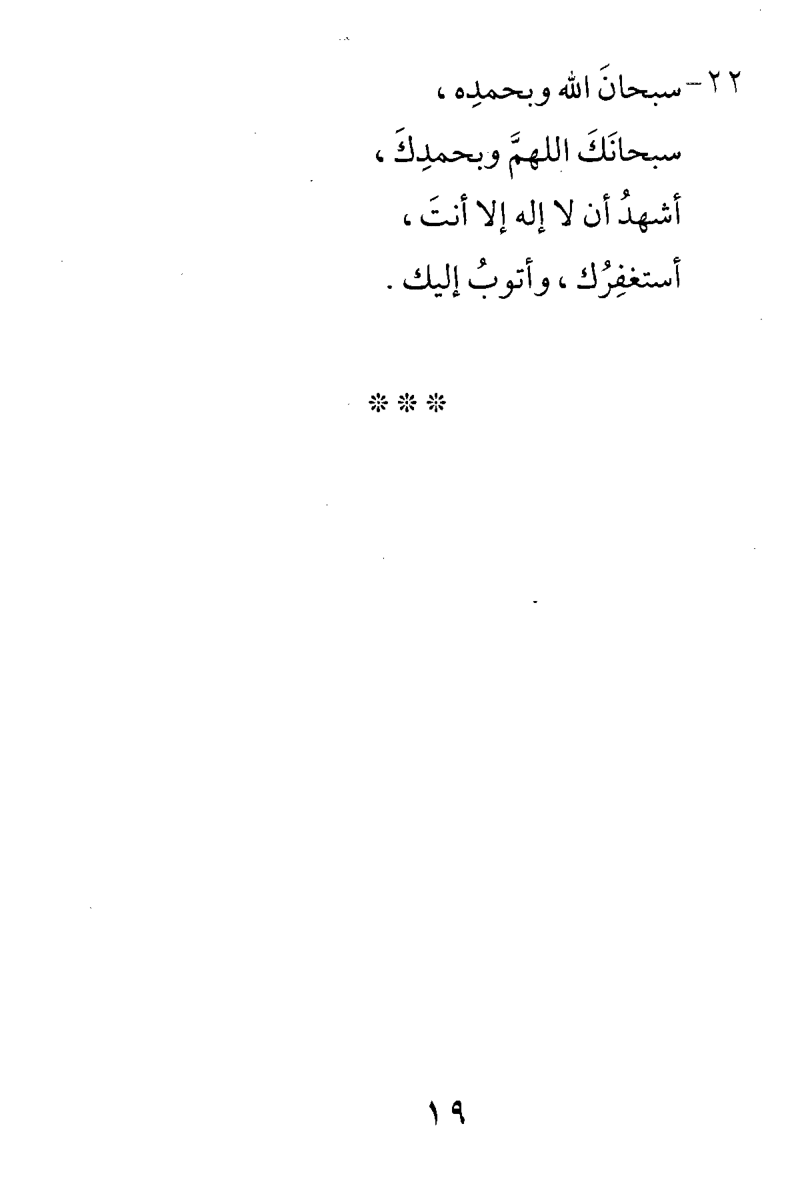 ٢٢- سبحانَ الله وبحمدِه ،
سبحانَكَ اللهمَّ وبحمدِكَ ،
أشهدُ أن لا إله إلا أنتَ ،
أستغفِرُك ، وأتوبُ إليك .
❊ ❊ ❊
١٩